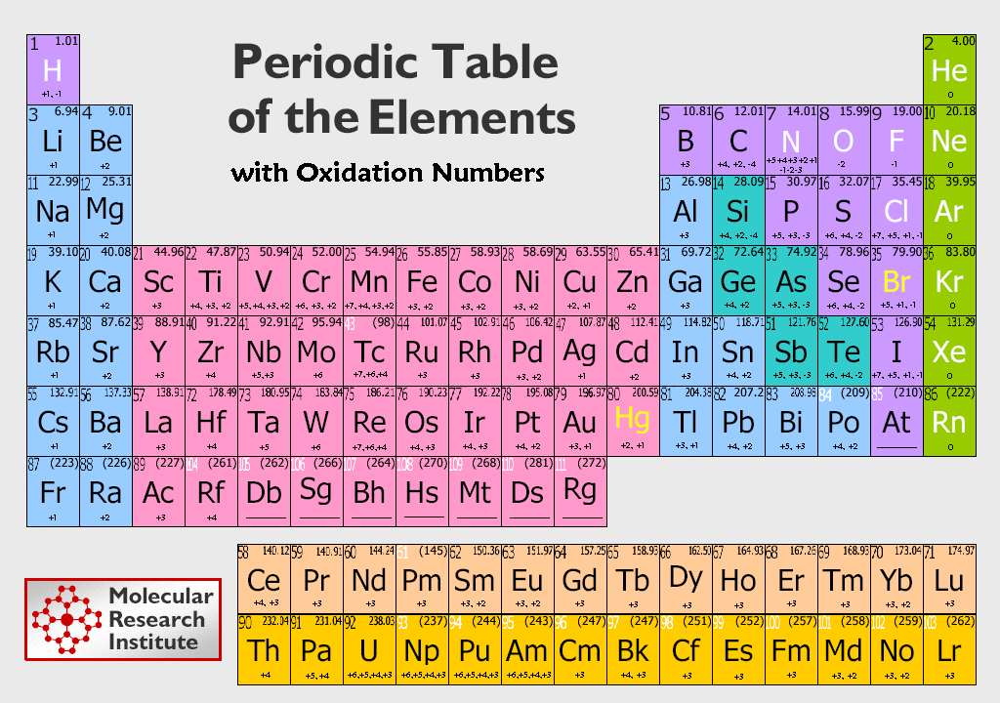 Periodic Table
of the Elements
with Oxidation Numbers
1 1.01 2 4.00
H He
+1, -1 0
3 6.94 4 9.01 5 10.81 6 12.01 7 14.01 8 15.99 9 19.00 10 20.18
Li Be B C N O F Ne
+1 +2 +3 +4, +2, -4 +5+4+3+2+1 -2 -1 0
-1-2-3
11 22.99 12 25.31 13 26.98 14 28.09 15 30.97 16 32.07 17 35.45 18 39.95
Na Mg Al Si P S Cl Ar
+1 +2 +3 +4, +2, -4 +5, +3, -3 +6, +4, -2 +7, +5, +1, -1 0
19 39.10 20 40.08 21 44.96 22 47.87 23 50.94 24 52.00 25 54.94 26 55.85 27 58.93 28 58.69 29 63.55 30 65.41 31 69.72 32 72.64 33 74.92 34 78.96 35 79.90 36 83.80
K Ca Sc Ti V Cr Mn Fe Co Ni Cu Zn Ga Ge As Se Br Kr
+1 +2 +3 +4, +3, +2 +5, +4, +3, +2 +6, +3, +2 +7, +4, +3, +2 +3, +2 +3, +2 +3, +2 +2, +1 +2 +3 +4, +2 +5, +3, -3 +6, +4, -2 +5, +1, -1 0
37 85.47 38 87.62 39 88.91 40 91.22 41 92.91 42 95.94 43 (98) 44 101.07 45 102.91 46 106.42 47 107.87 48 112.41 49 114.82 50 118.71 51 121.76 52 127.60 53 126.90 54 131.29
Rb Sr Y Zr Nb Mo Tc Ru Rh Pd Ag Cd In Sn Sb Te I Xe
+1 +2 +3 +4 +5,+3 +6 +7,+6,+4 +3 +3 +3, +2 +1 +2 +3 +4, +2 +5, +3, -3 +6, +4, -2 +7, +5, +1, -1 0
55 132.91 56 137.33 57 138.91 72 178.49 73 180.95 74 183.84 75 186.21 76 190.23 77 192.22 78 195.08 79 196.97 80 200.59 81 204.38 82 207.2 83 208.98 84 (209) 85 (210) 86 (222)
Cs Ba La Hf Ta W Re Os Ir Pt Au Hg Tl Pb Bi Po At Rn
+1 +2 +3 +4 +5 +6 +7,+6,+4 +4, +3 +4, +3 +4, +2 +3, +1 +2, +1 +3, +1 +4, +2 +5, +3 +4, +2 0
87 (223) 88 (226) 89 (227) 104 (261) 105 (262) 106 (266) 107 (264) 108 (270) 109 (268) 110 (281) 111 (272)
Fr Ra Ac Rf Db Sg Bh Hs Mt Ds Rg
+1 +2 +3 +4
58 140.12 59 140.91 60 144.24 61 (145) 62 150.36 63 151.97 64 157.25 65 158.93 66 162.50 67 164.93 68 167.26 69 168.93 70 173.04 71 174.97
Ce Pr Nd Pm Sm Eu Gd Tb Dy Ho Er Tm Yb Lu
+4, +3 +3 +3 +3 +3, +2 +3, +2 +3 +3 +3 +3 +3 +3 +3, +2 +3
90 232.04 91 231.04 92 238.03 93 (237) 94 (244) 95 (243) 96 (247) 97 (247) 98 (251) 99 (252) 100 (257) 101 (258) 102 (259) 103 (262)
Th Pa U Np Pu Am Cm Bk Cf Es Fm Md No Lr
+4 +5,+4 +6,+5,+4,+3 +6,+5,+4,+3 +6,+5,+4,+3 +6,+5,+4,+3 +3 +4, +3 +3 +3 +3 +3, +2 +3, +2 +3
Molecular
Research
Institute